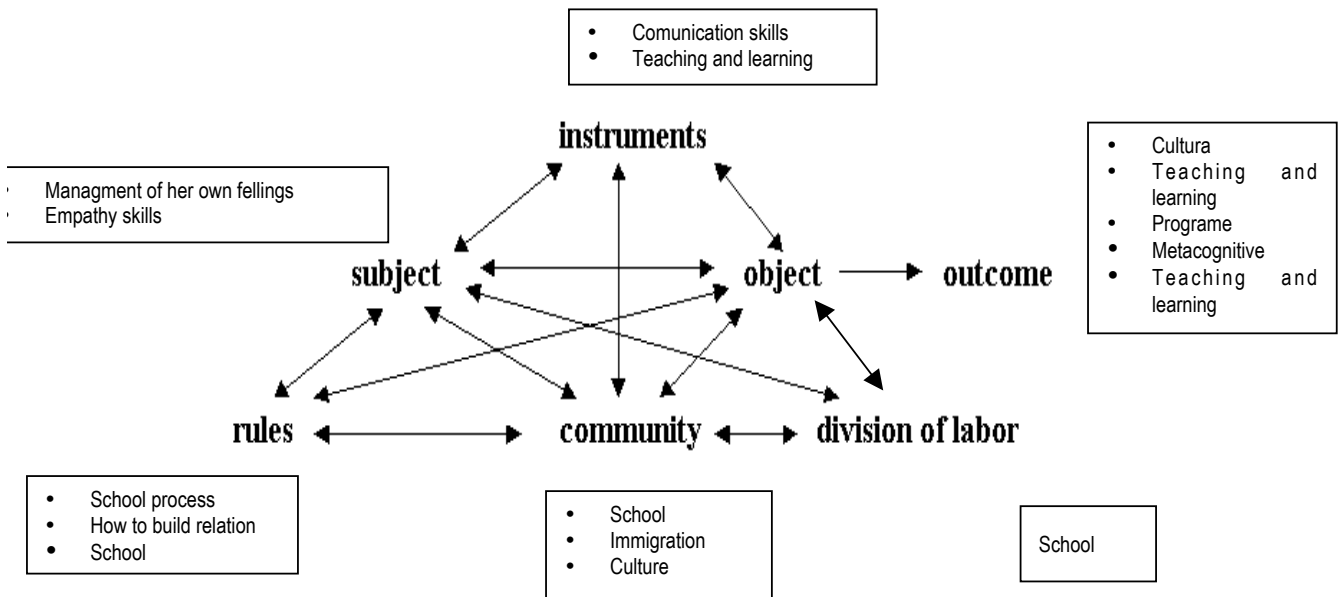 • Comunication skills
• Teaching and learning
instruments
• Managment of her own fellings
• Empathy skills
• Cultura
• Teaching and
learning
• Programe
• Metacognitive
• Teaching and
learning
subject
object
outcome
rules
community
division of labor
• School process
• How to build relation
• School
• School
• Immigration
• Culture
School